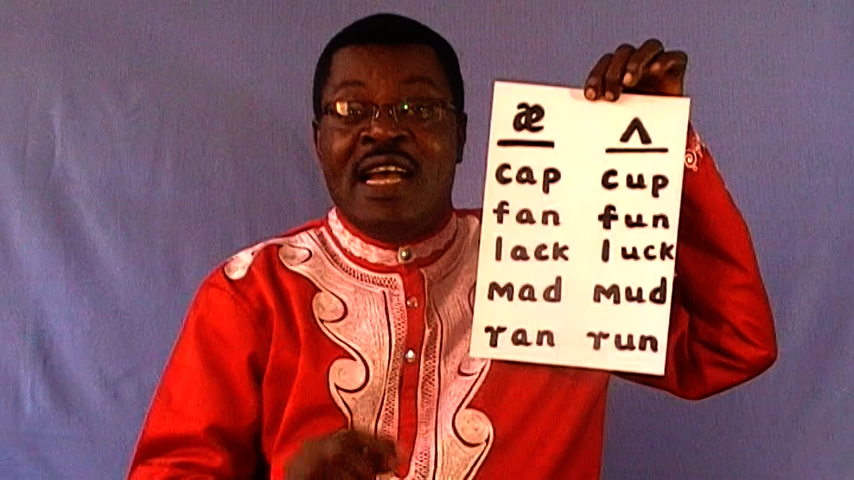 æ ʌ
cap cup
fan fun
lack luck
mad mud
ran run